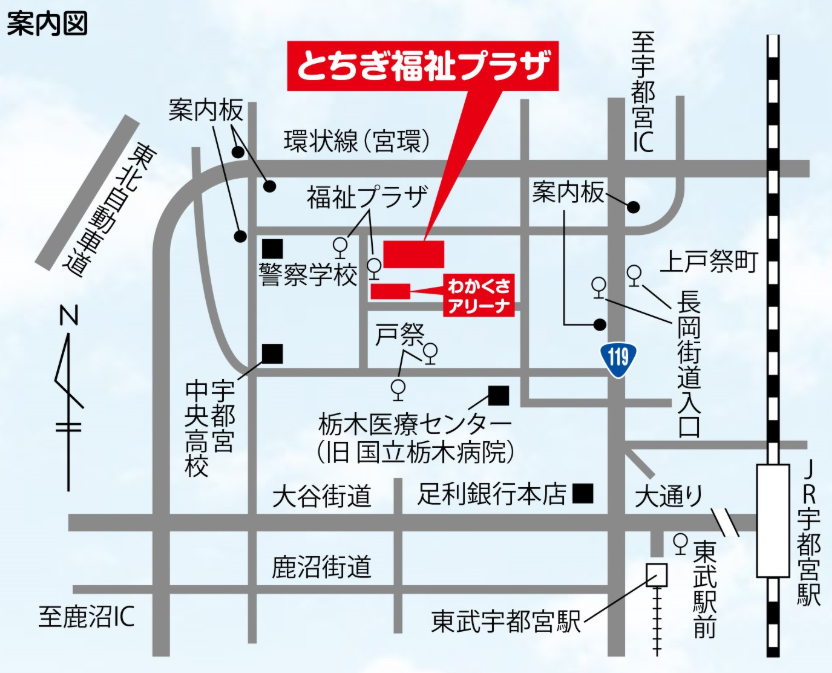 案内図
とちぎ福祉プラザ
至宇都宮IC
案内板
環状線（宮環）
東北自動車道
福祉プラザ
案内板
警察学校
わかくさ
アリーナ
上戸祭町
長岡街道入口
N
戸祭
119
宇都宮
中央高校
栃木医療センター
（旧 国立栃木病院）
大谷街道
足利銀行本店
大通り
JR宇都宮駅
鹿沼街道
東武駅前
至鹿沼IC
東武宇都宮駅